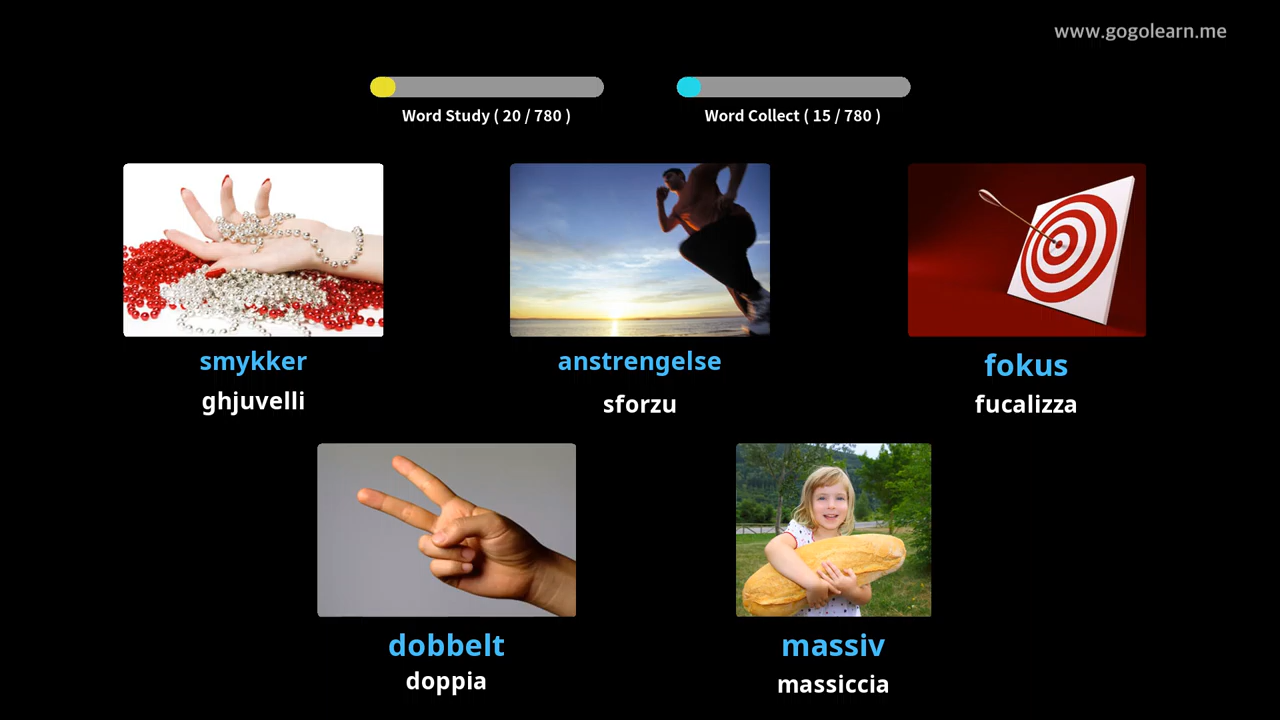 www.gogolearn.me
Word Study ( 20 / 780 )
Word Collect ( 15 / 780 )
smykker
ghjuvelli
anstrengelse
sforzu
fokus
fucalizza
dobbelt
doppia
massiv
massiccia